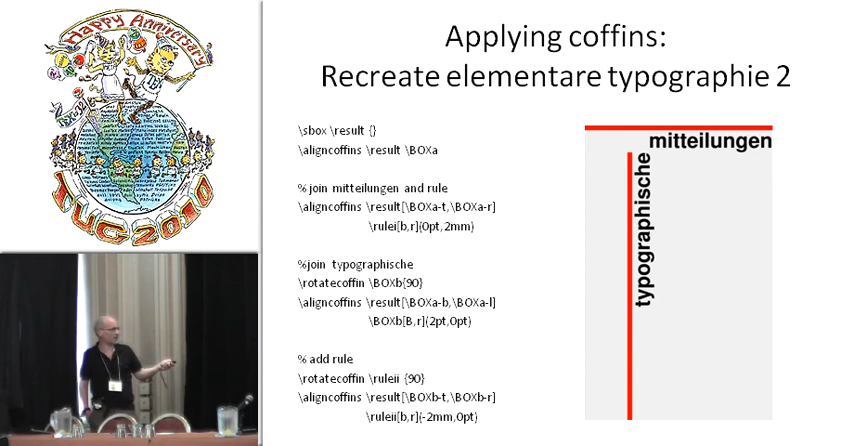 Happy Anniversary
TUG 2010
Applying coffins:
Recreate elementare typographie 2
\sbox \result {}
\aligncoffins \result \BOXa
% join mitteilungen and rule
\aligncoffins \result[\BOXa-t,\BOXa-r]
\rulei[b,r](0pt,2mm)
%join typographische
\rotatecoffin \BOXb{90}
\aligncoffins \result[\BOXa-b,\BOXa-l]
\BOXb[B,r](2pt,0pt)
% add rule
\rotatecoffin \ruleii {90}
\aligncoffins \result[\BOXb-t,\BOXb-r]
\ruleii[b,r](-2mm,0pt)
mitteilungen
typographische